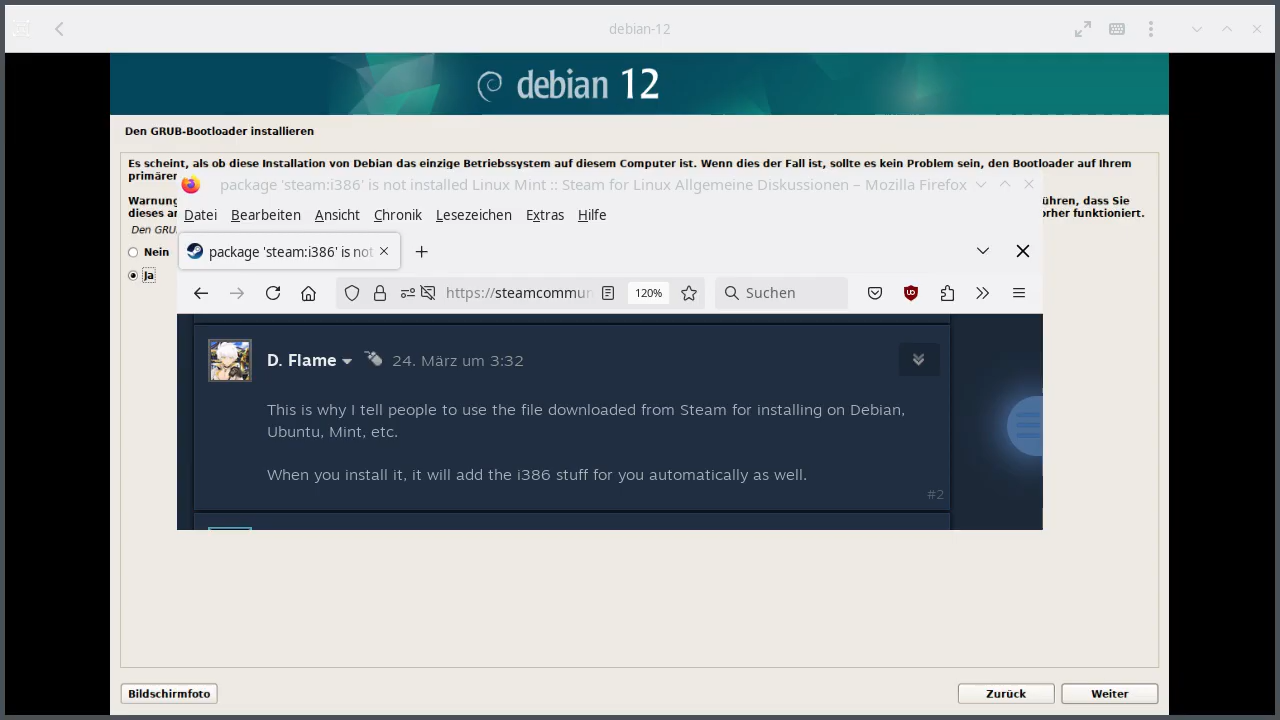 debian-12
debian 12
Den GRUB-Bootloader installieren
Es scheint, als ob diese Installation von Debian das einzige Betriebssystem auf diesem Computer ist. Wenn dies der Fall ist, sollte es kein Problem sein, den Bootloader auf Ihrem
primären
Warnung
ühren, dass Sie
dieses an
orher funktioniert.
Den GRU
Nein
Ja
package 'steam:i386' is not installed Linux Mint :: Steam for Linux Allgemeine Diskussionen – Mozilla Firefox
Datei Bearbeiten Ansicht Chronik Lesezeichen Extras Hilfe
package 'steam:i386' is not
https://steamcommun 120% Suchen
D. Flame 24. März um 3:32
This is why I tell people to use the file downloaded from Steam for installing on Debian,
Ubuntu, Mint, etc.
When you install it, it will add the i386 stuff for you automatically as well.
#2
Bildschirmfoto Zurück Weiter